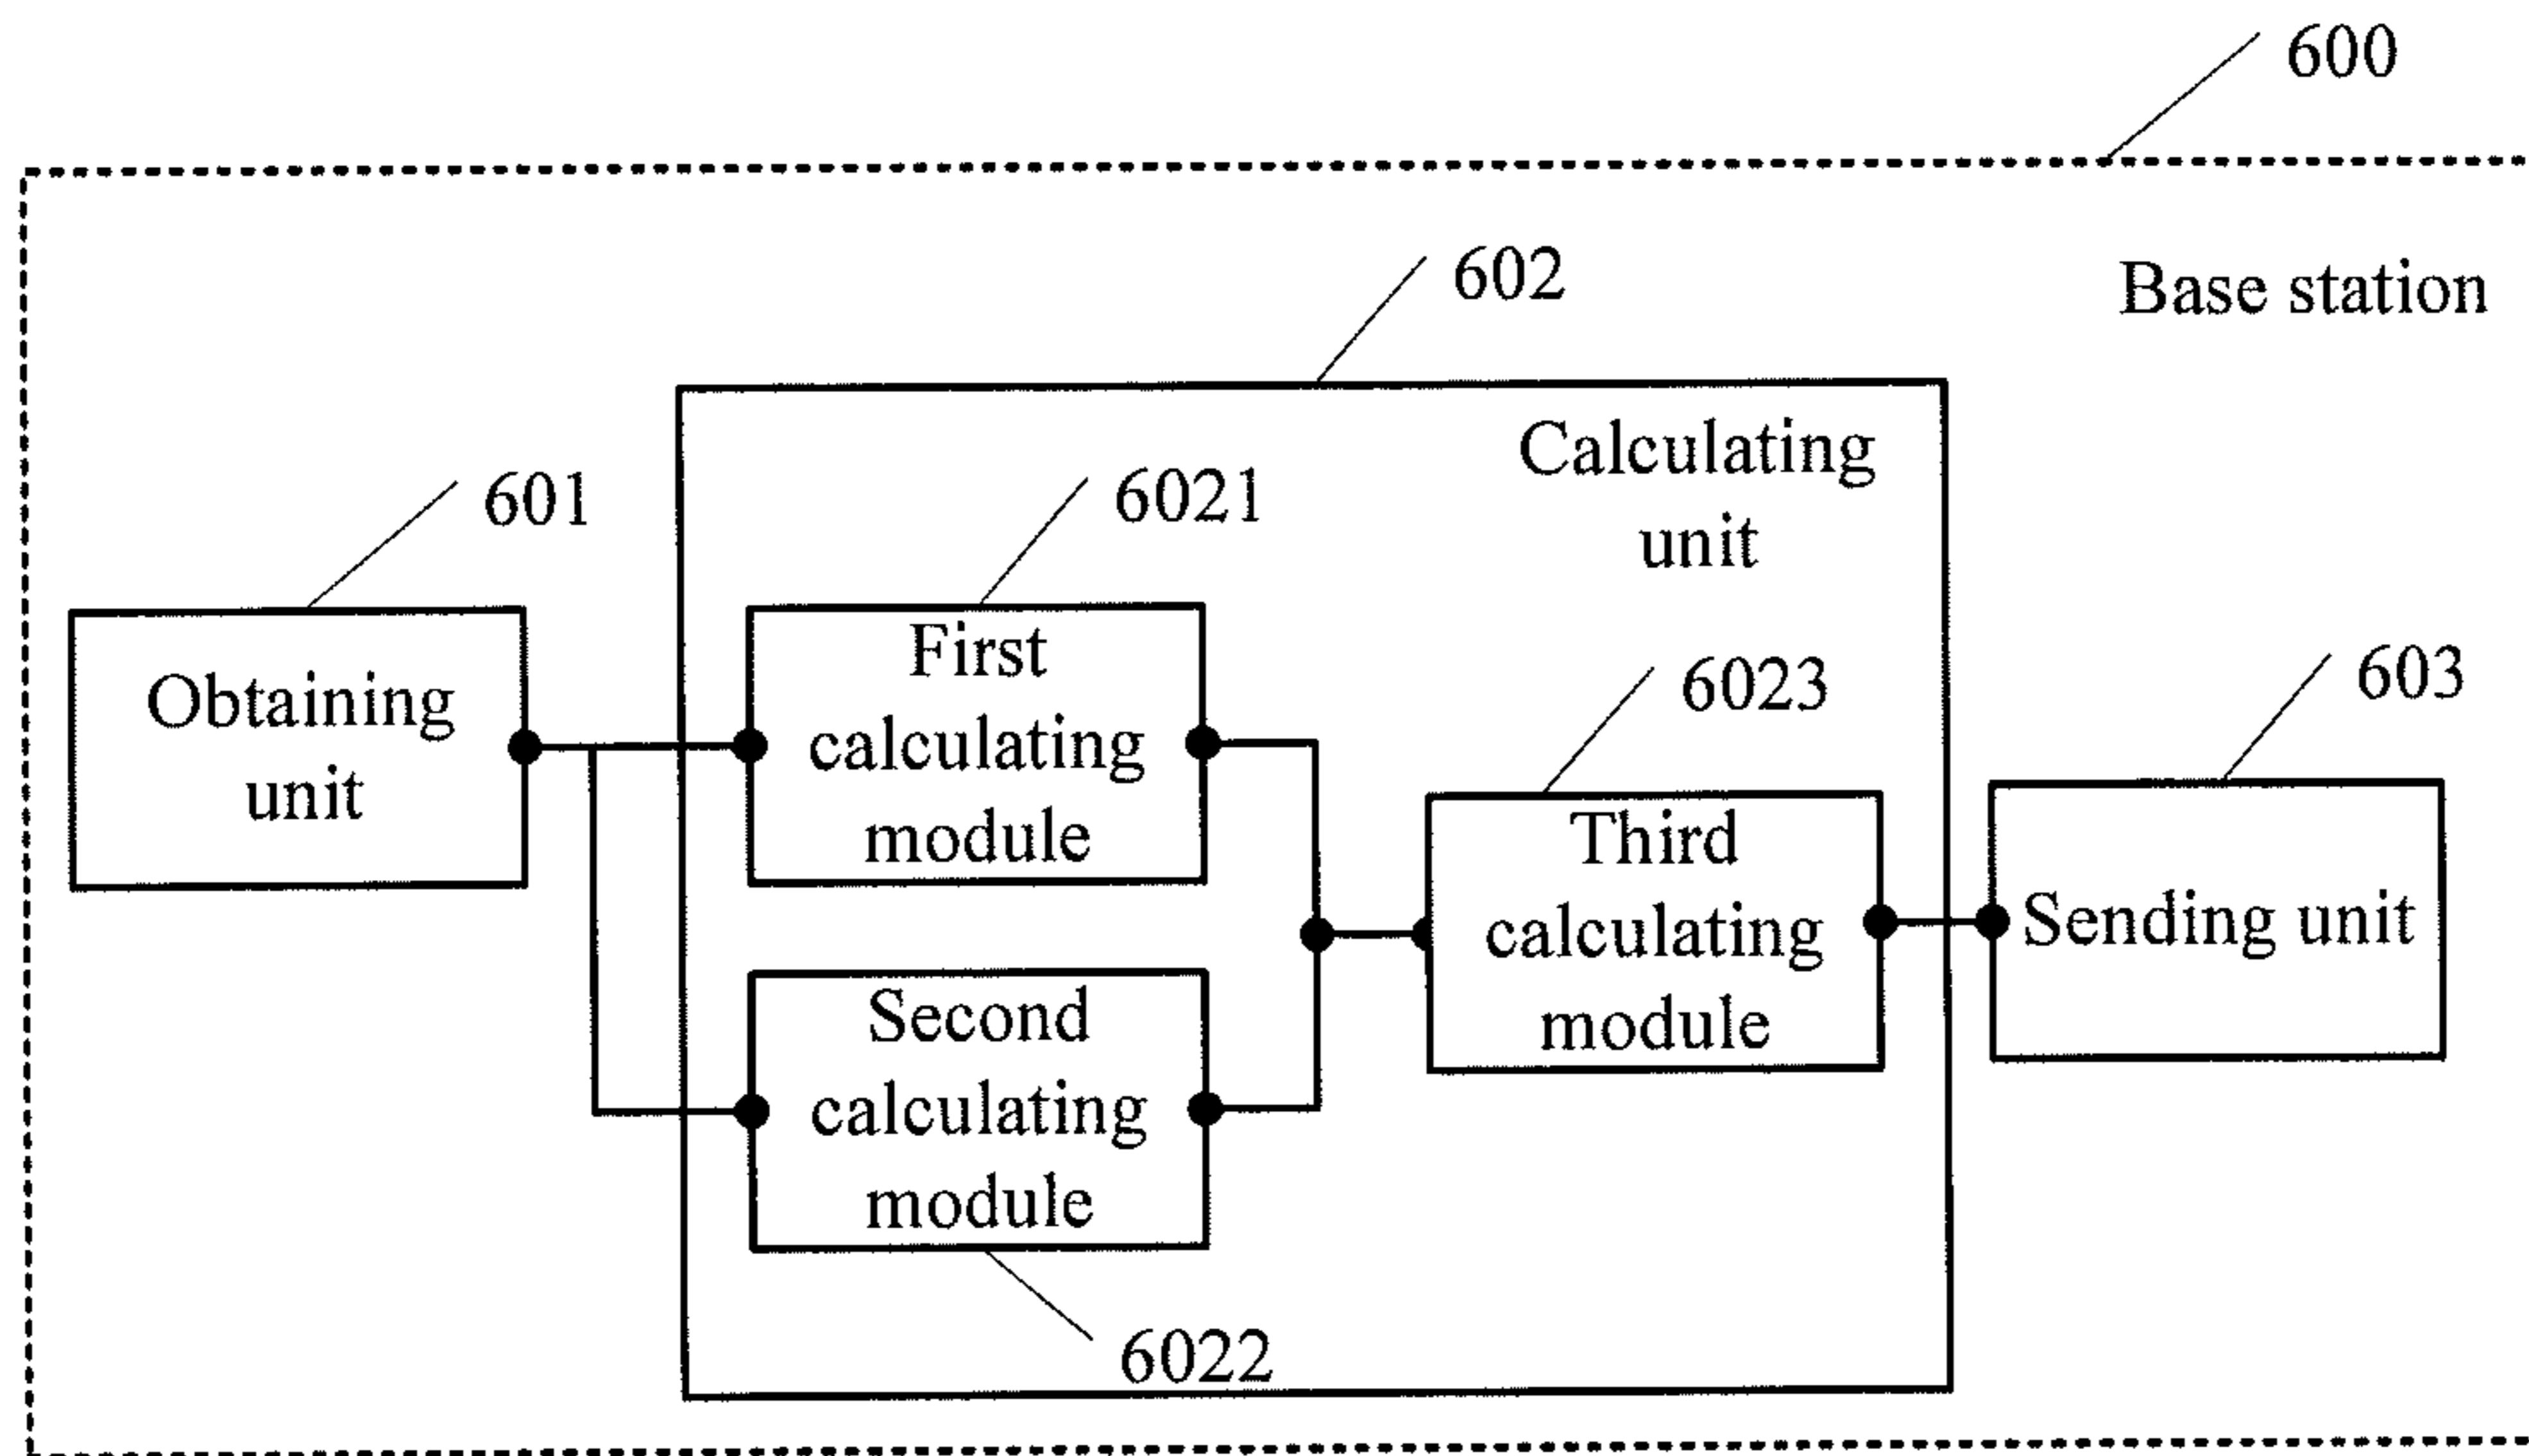 600
Base station
602
Calculating
unit
601
6021
Obtaining
unit
First
calculating
module
6023
603
Third
calculating
module
Sending unit
Second
calculating
module
6022